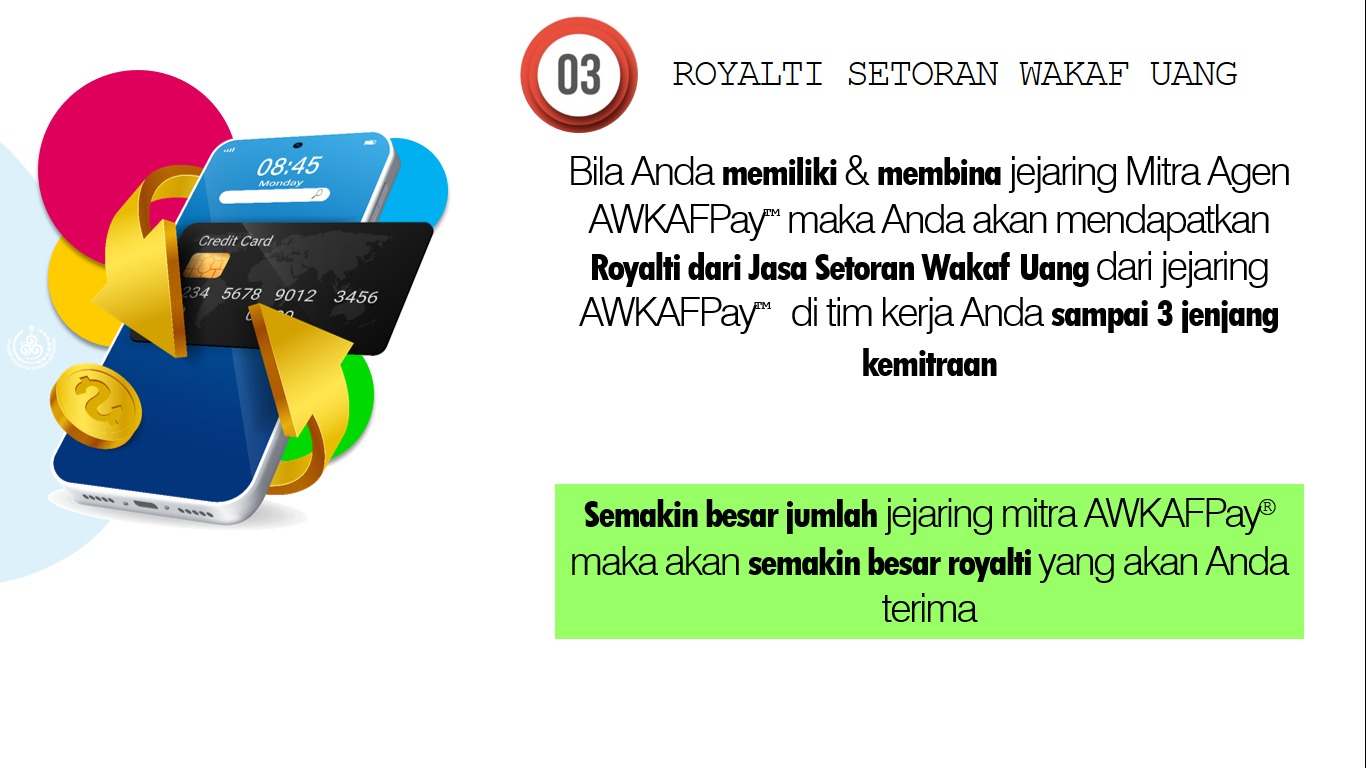 03
ROYALTI SETORAN WAKAF UANG
Bila Anda memiliki & membina jejaring Mitra Agen
AWKAFPay™ maka Anda akan mendapatkan
Royalti dari Jasa Setoran Wakaf Uang dari jejaring
AWKAFPay™ di tim kerja Anda sampai 3 jenjang
kemitraan
Semakin besar jumlah jejaring mitra AWKAFPay®
maka akan semakin besar royalti yang akan Anda
terima
08:45
Monday
Credit Card
234 5678 9012 3456